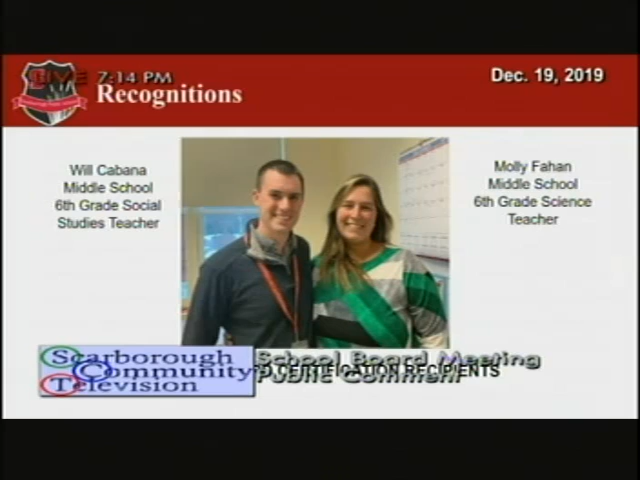 LIVE 7:14 PM
Recognitions
Dec. 19, 2019
Will Cabana
Middle School
6th Grade Social
Studies Teacher
Molly Fahan
Middle School
6th Grade Science
Teacher
Scarborough
Community
Television
School Board Meeting
Public Comment
CERTIFICATION RECIPIENTS